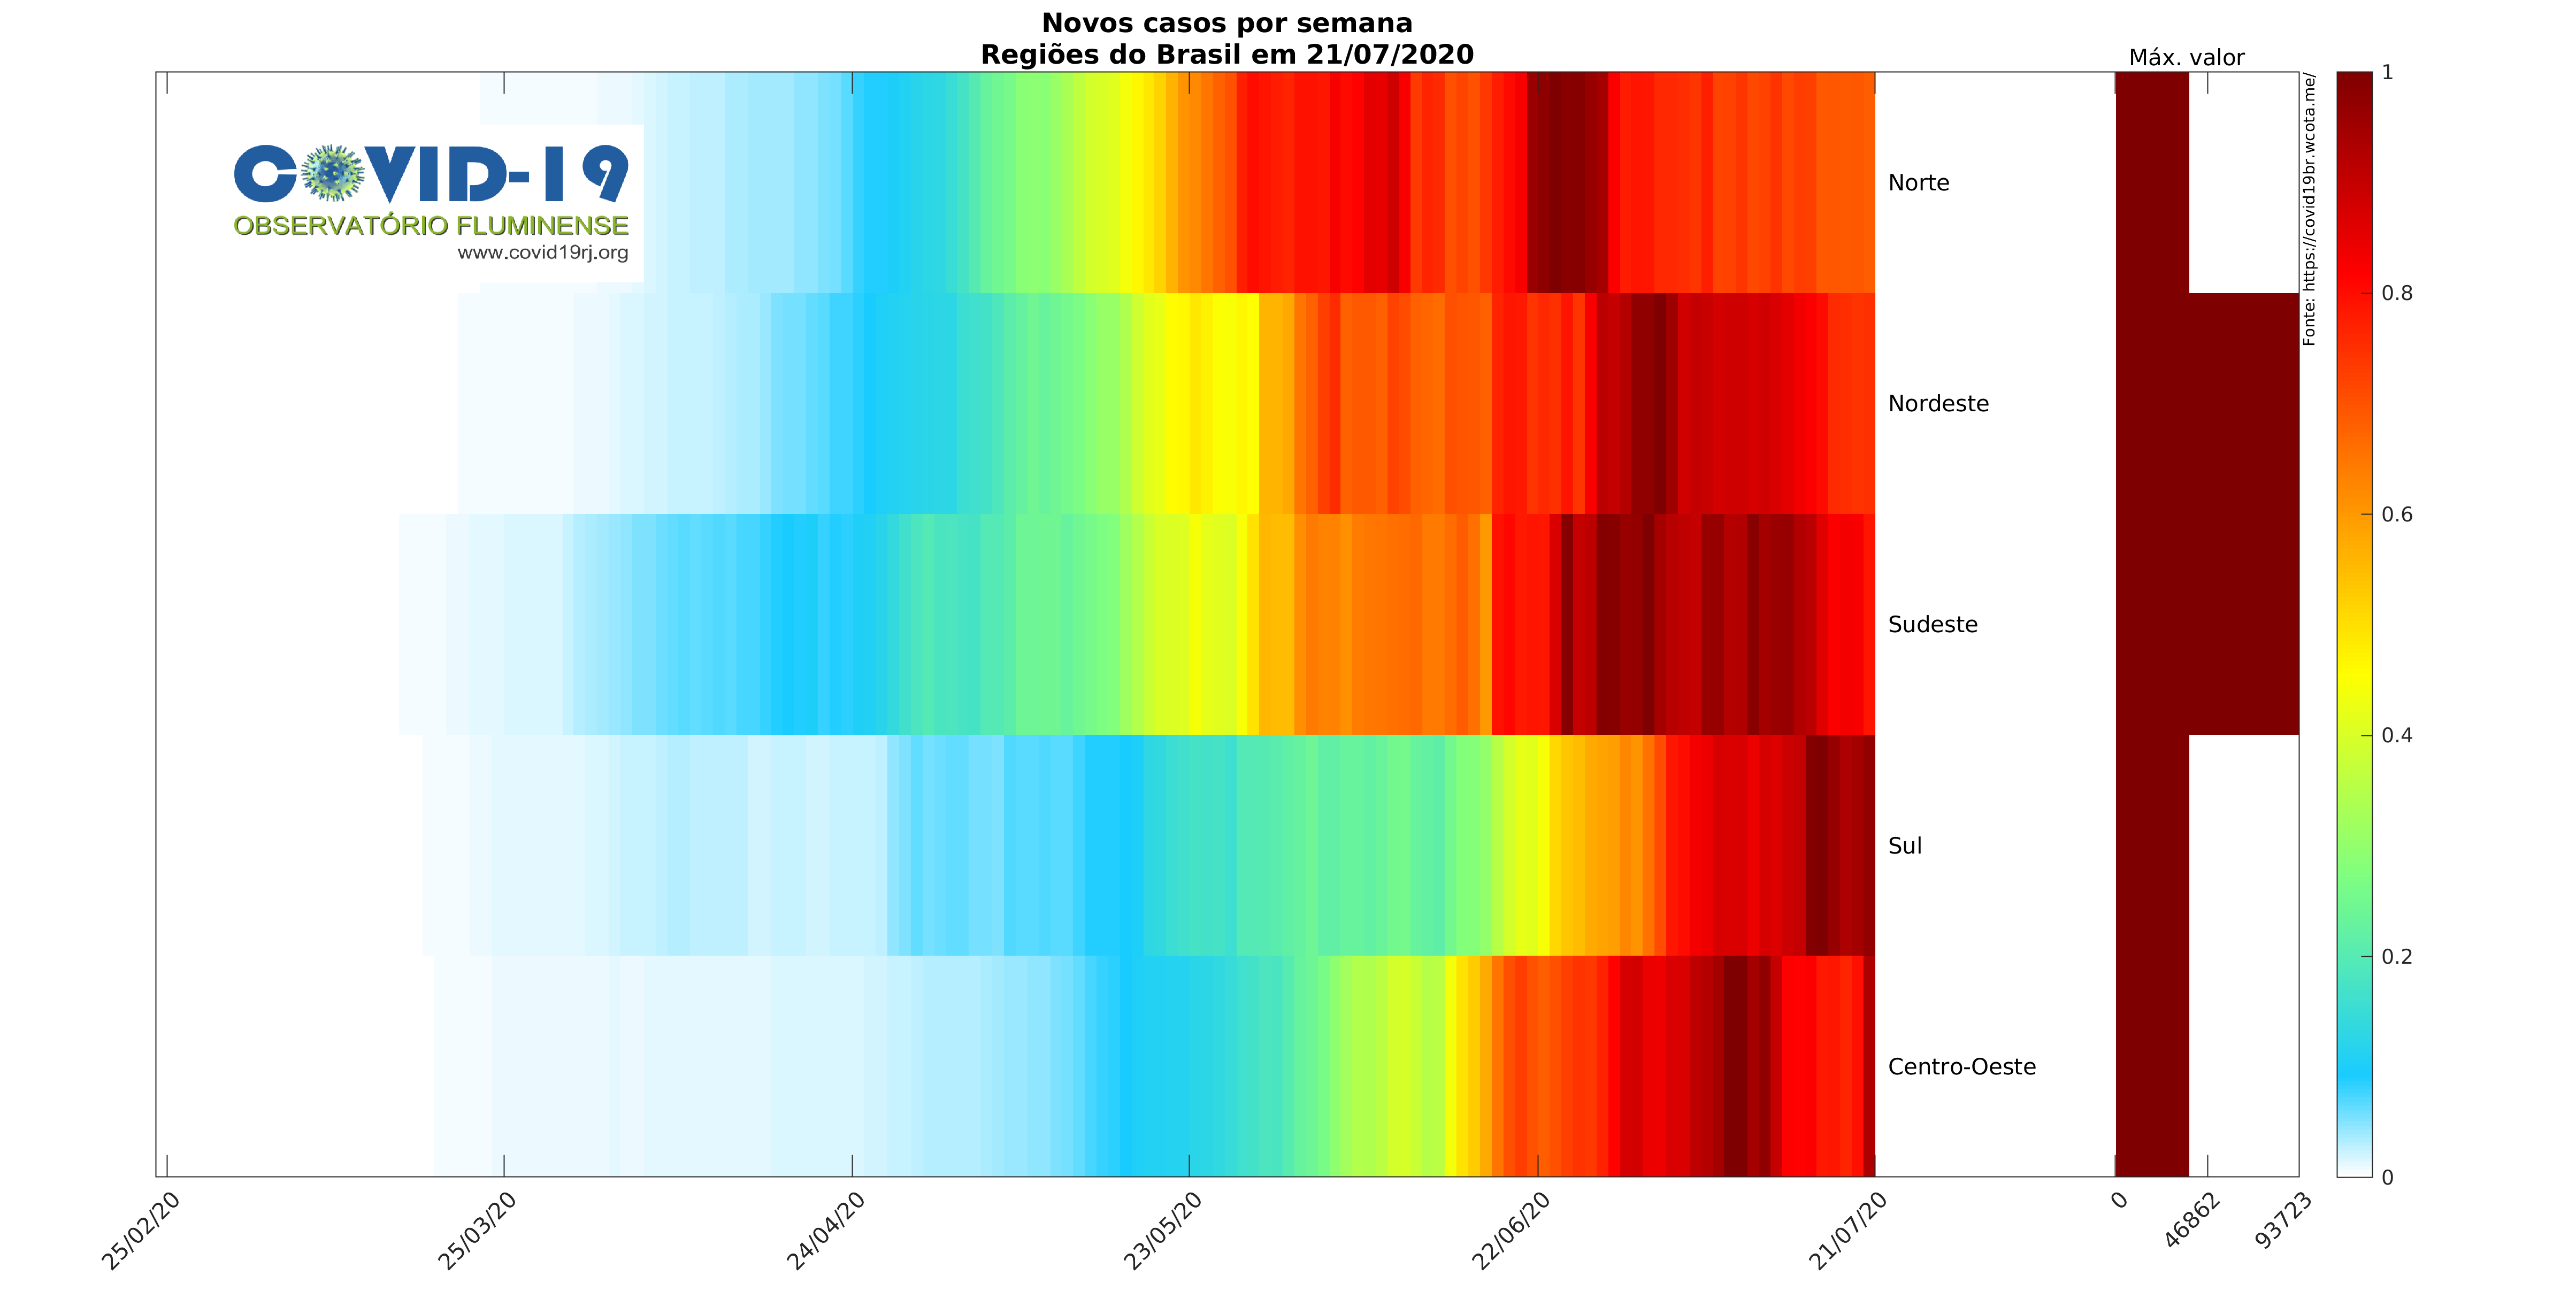 Novos casos por semana
Regiões do Brasil em 21/07/2020
Máx. valor
COVID-19
OBSERVATÓRIO FLUMINENSE
www.covid19rj.org
Norte
Nordeste
Sudeste
Sul
Centro-Oeste
Fonte: https://covid19br.wcota.me/
1
0.8
0.6
0.4
0.2
0
25/02/20
25/03/20
24/04/20
23/05/20
22/06/20
21/07/20
0
46862
93723